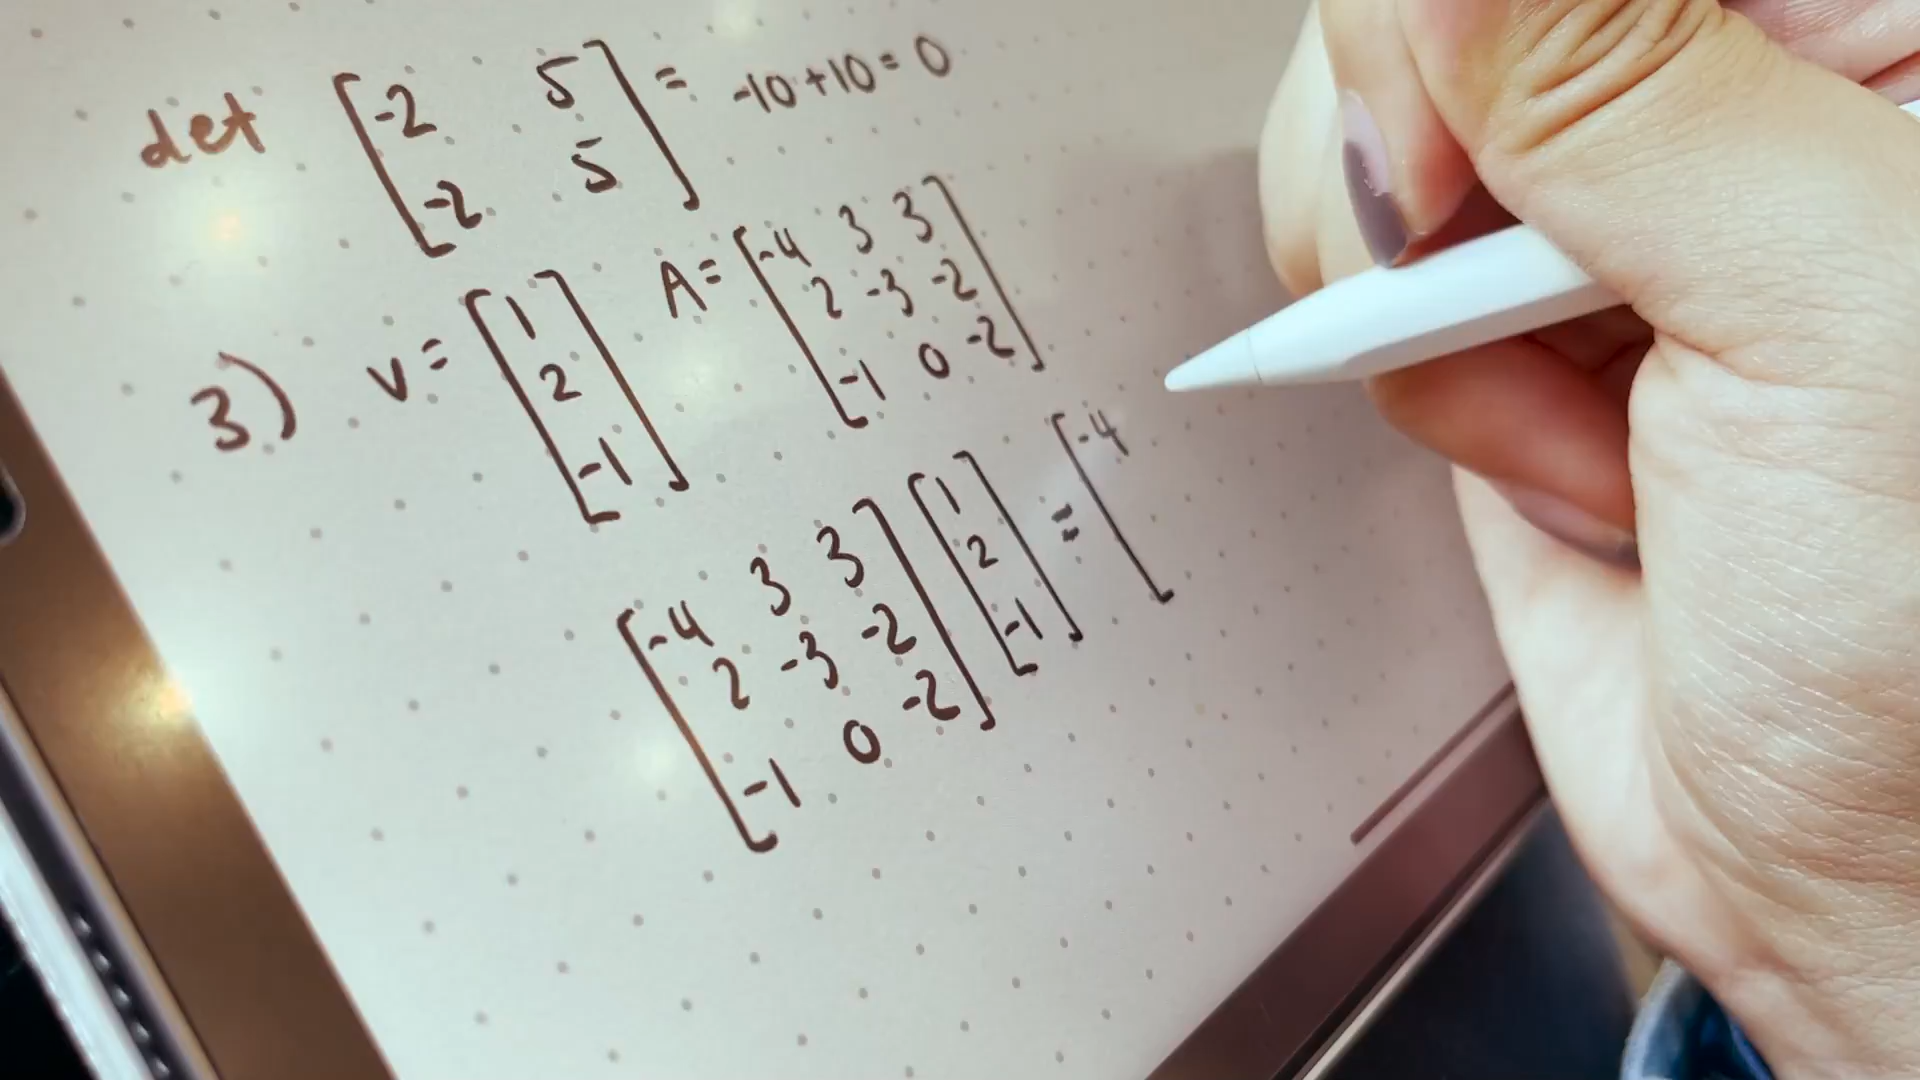 det [-2 5 = -10+10=0
-2 5]
3) v= [1 2 -1] A= [-4 3 3
2 -3 -2
-1 0 -2]
[-4 3 3
2 -3 -2
-1 0 -2] [1
2
-1] = [-4